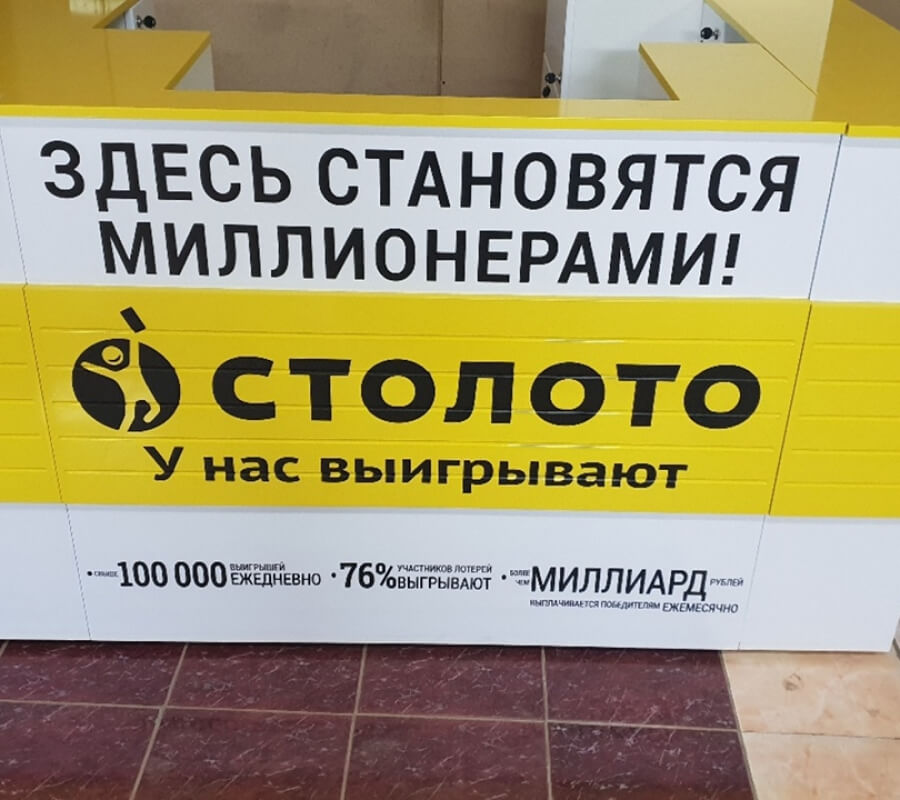 ЗДЕСЬ СТАНОВЯТСЯ
МИЛЛИОНЕРАМИ!
СТОЛОТО
У нас выигрывают
• СВЫШЕ 100 000 ВЫИГРЫШЕЙ ЕЖЕДНЕВНО
• 76% УЧАСТНИКОВ ЛОТЕРЕЙ ВЫГРЫВАЮТ
• БОЛЕЕ ЧЕМ МИЛЛИАРД РУБЛЕЙ
ВЫПЛАЧИВАЕТСЯ ПОБЕДИТЕЛЯМ ЕЖЕМЕСЯЧНО